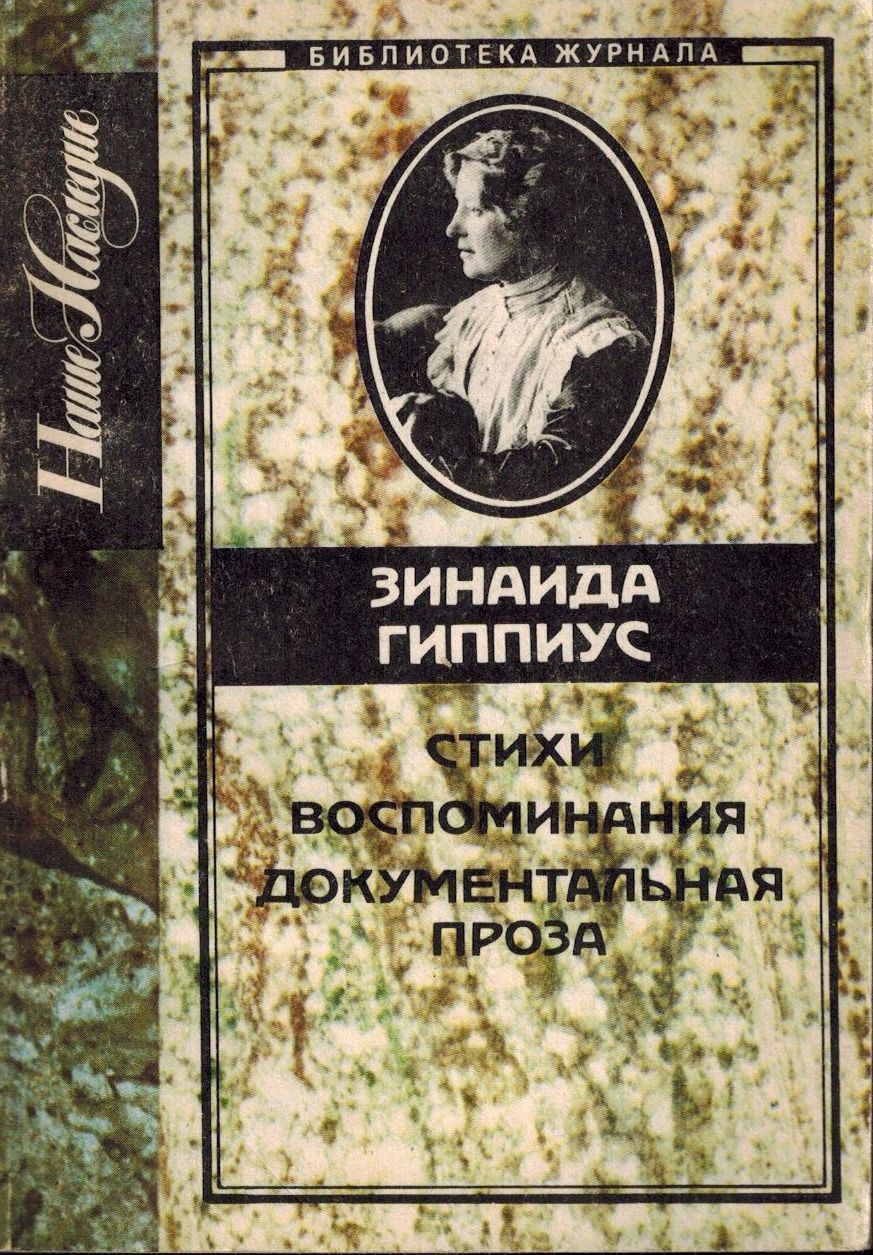 БИБЛИОТЕКА ЖУРНАЛА
Наше Наследие
ЗИНАИДА
ГИППИУС
СТИХИ
ВОСПОМИНАНИЯ
ДОКУМЕНТАЛЬНАЯ
ПРОЗА